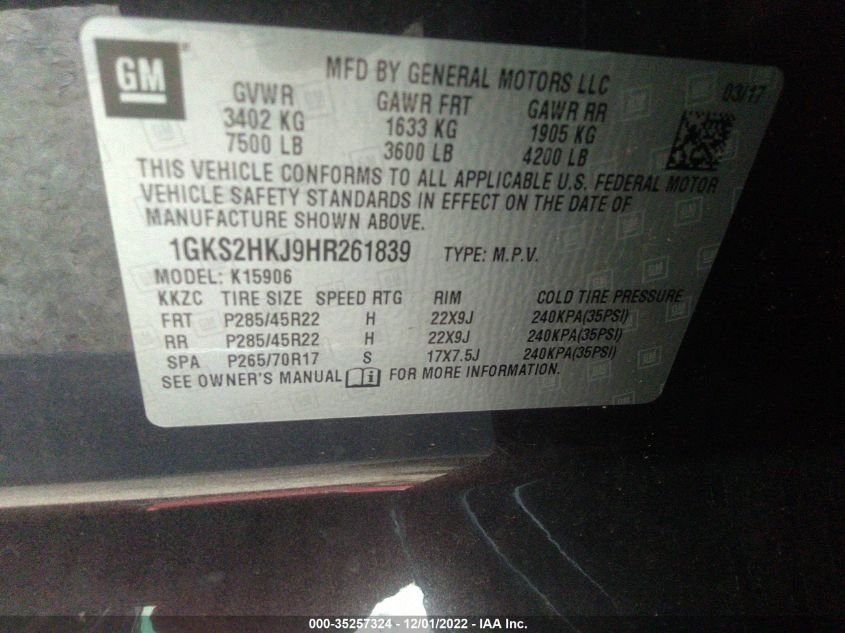 GM
MFD BY GENERAL MOTORS LLC
03/17
GVWR GAWR FRT GAWR RR
3402 KG 1633 KG 1905 KG
7500 LB 3600 LB 4200 LB
THIS VEHICLE CONFORMS TO ALL APPLICABLE U.S. FEDERAL MOTOR
VEHICLE SAFETY STANDARDS IN EFFECT ON THE DATE OF
MANUFACTURE SHOWN ABOVE.
1GKS2HKJ9HR261839 TYPE: M.P.V.
MODEL: K15906
KKZC TIRE SIZE SPEED RTG RIM COLD TIRE PRESSURE
FRT P285/45R22 H 22X9J 240KPA(35PSI)
RR P285/45R22 H 22X9J 240KPA(35PSI)
SPA P265/70R17 S 17X7.5J 240KPA(35PSI)
SEE OWNER'S MANUAL i FOR MORE INFORMATION.
000-35257324 - 12/01/2022 - IAA Inc.